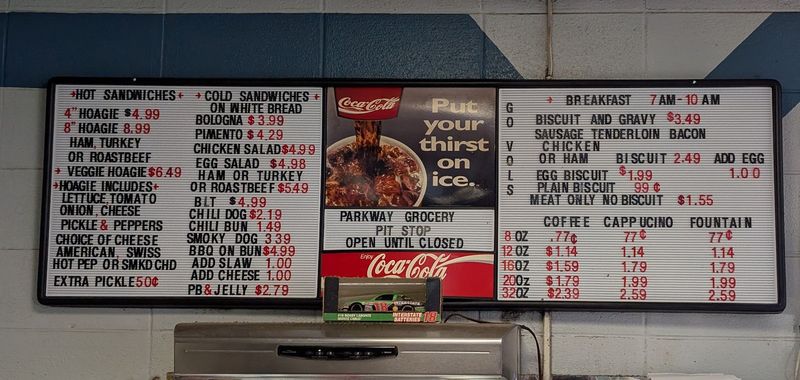 HOT SANDWICHES
4" HOAGIE $4.99
8" HOAGIE 8.99
HAM, TURKEY
OR ROASTBEEF
VEGGIE HOAGIE $6.49
HOAGIE INCLUDES
LETTUCE, TOMATO
ONION, CHEESE
PICKLE & PEPPERS
CHOICE OF CHEESE
AMERICAN, SWISS
HOT PEP OR SMKD CHD
EXTRA PICKLE 50¢
COLD SANDWICHES
ON WHITE BREAD
BOLOGNA $3.99
PIMENTO $4.29
CHICKEN SALAD $4.99
EGG SALAD $4.98
HAM OR TURKEY
OR ROASTBEEF $5.49
BLT $4.99
CHILI DOG $2.19
CHILI BUN 1.49
SMOKY DOG 3.39
BBQ ON BUN $4.99
ADD SLAW 1.00
ADD CHEESE 1.00
PB & JELLY $2.79
Coca-Cola
Put
your
thirst
on
ice.
PARKWAY GROCERY
PIT STOP
OPEN UNTIL CLOSED
Enjoy
Coca-Cola
INTERSTATE
BATTERIES 18
GO VOLS
BREAKFAST 7AM-10 AM
BISCUIT AND GRAVY $3.49
SAUSAGE TENDERLOIN BACON
CHICKEN
OR HAM BISCUIT 2.49 ADD EGG
EGG BISCUIT $1.99 1.00
PLAIN BISCUIT 99¢
MEAT ONLY NO BISCUIT $1.55
COFFEE CAPPUCINO FOUNTAIN
8 OZ .77¢ 77¢ 77¢
12 OZ $1.14 1.14 1.14
16 OZ $1.59 1.79 1.79
20 OZ $1.79 1.99 1.99
32 OZ $2.39 2.59 2.59